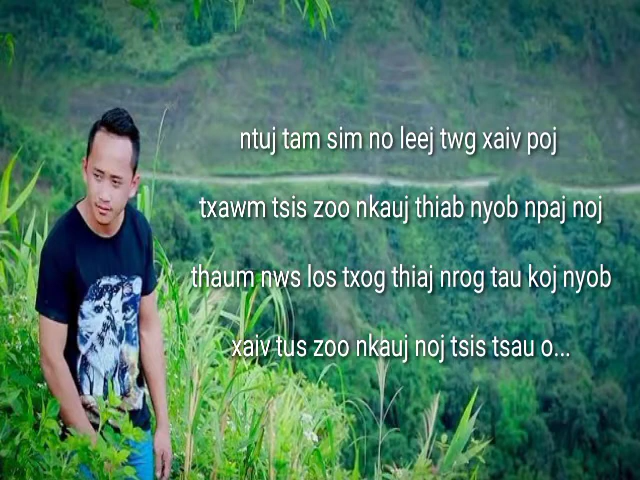 ntuj tam sim no leej twg xaiv poj
txawm tsis zoo nkauj thiab nyob npaj noj
thaum nws los txog thiaj nrog tau koj nyob
xaiv tus zoo nkauj noj tsis tsau o...